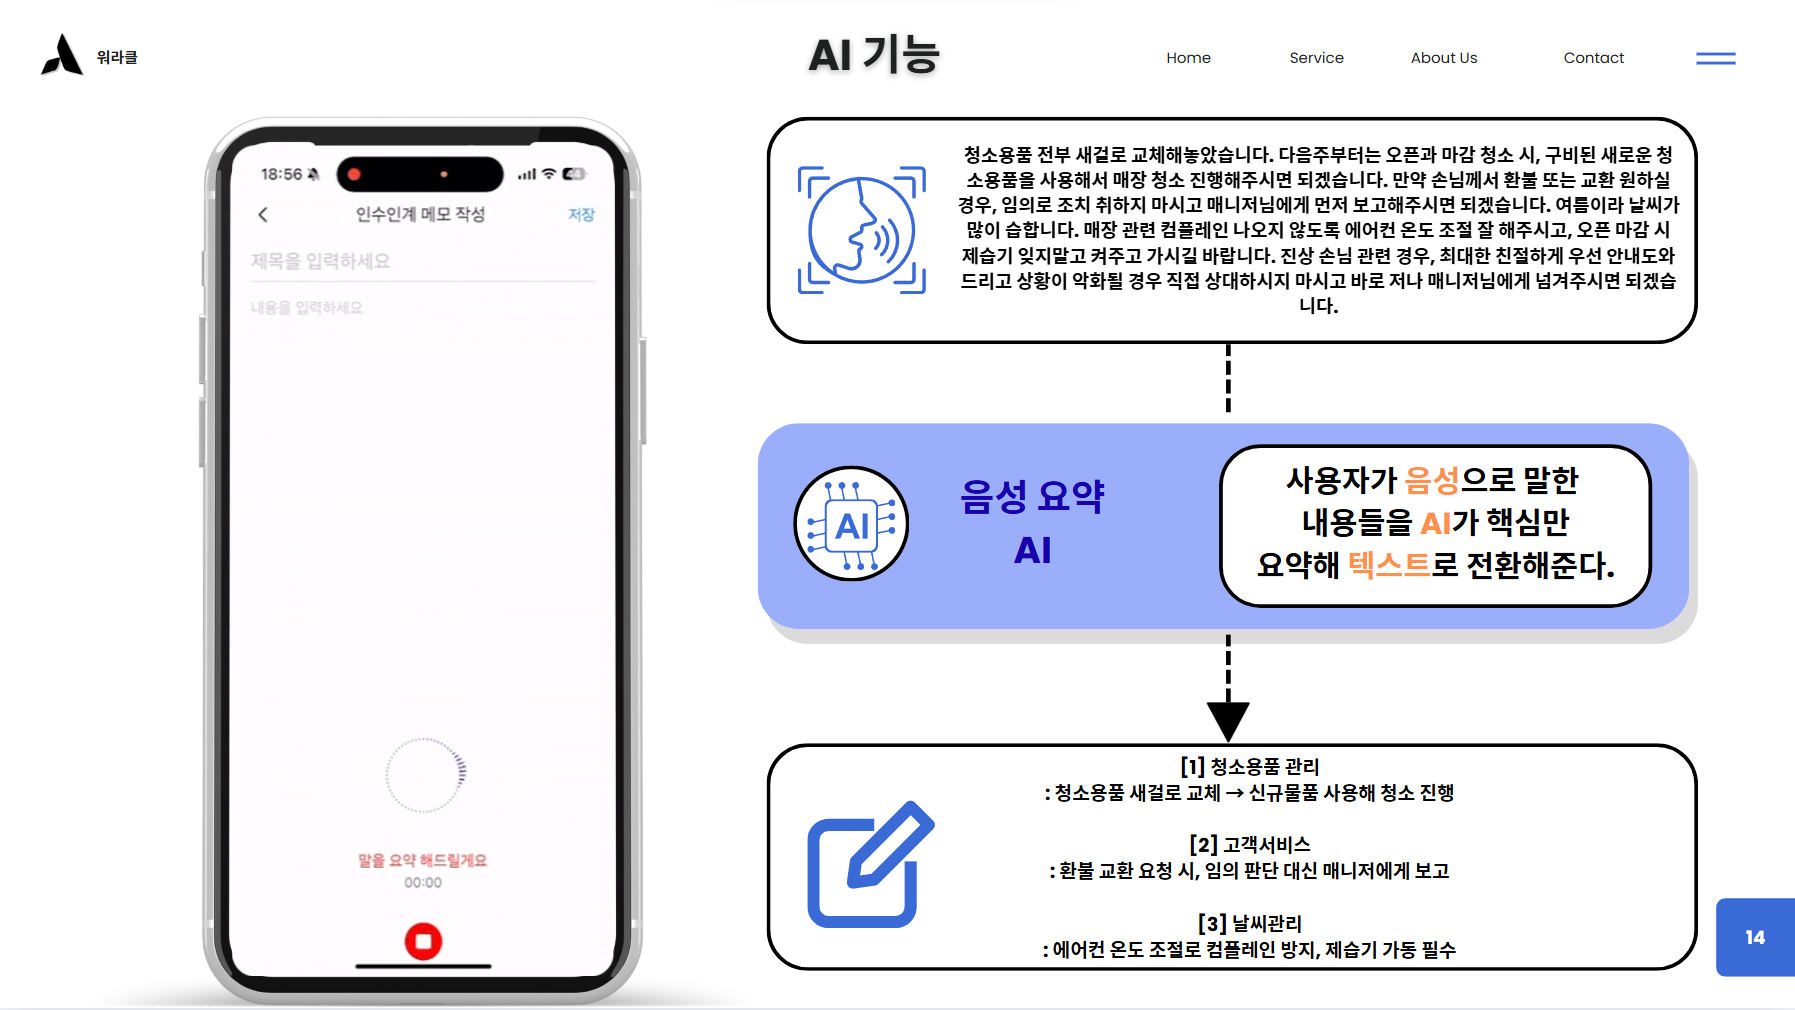 워라클
AI 기능
Home
Service
About Us
Contact
18:56
44
인수인계 메모 작성
저장
제목을 입력하세요
내용을 입력하세요
말을 요약 해드릴게요
00:00
청소용품 전부 새걸로 교체해놓았습니다. 다음주부터는 오픈과 마감 청소 시, 구비된 새로운 청
소용품을 사용해서 매장 청소 진행해주시면 되겠습니다. 만약 손님께서 환불 또는 교환 원하실
경우, 임의로 조치 취하지 마시고 매니저님에게 먼저 보고해주시면 되겠습니다. 여름이라 날씨가
많이 습합니다. 매장 관련 컴플레인 나오지 않도록 에어컨 온도 조절 잘 해주시고, 오픈 마감 시
제습기 잊지말고 켜주고 가시길 바랍니다. 진상 손님 관련 경우, 최대한 친절하게 우선 안내도와
드리고 상황이 악화될 경우 직접 상대하시지 마시고 바로 저나 매니저님에게 넘겨주시면 되겠습
니다.
AI
음성 요약
AI
사용자가 음성으로 말한
내용들을 AI가 핵심만
요약해 텍스트로 전환해준다.
[1] 청소용품 관리
: 청소용품 새걸로 교체 → 신규물품 사용해 청소 진행
[2] 고객서비스
: 환불 교환 요청 시, 임의 판단 대신 매니저에게 보고
[3] 날씨관리
: 에어컨 온도 조절로 컴플레인 방지, 제습기 가동 필수
14